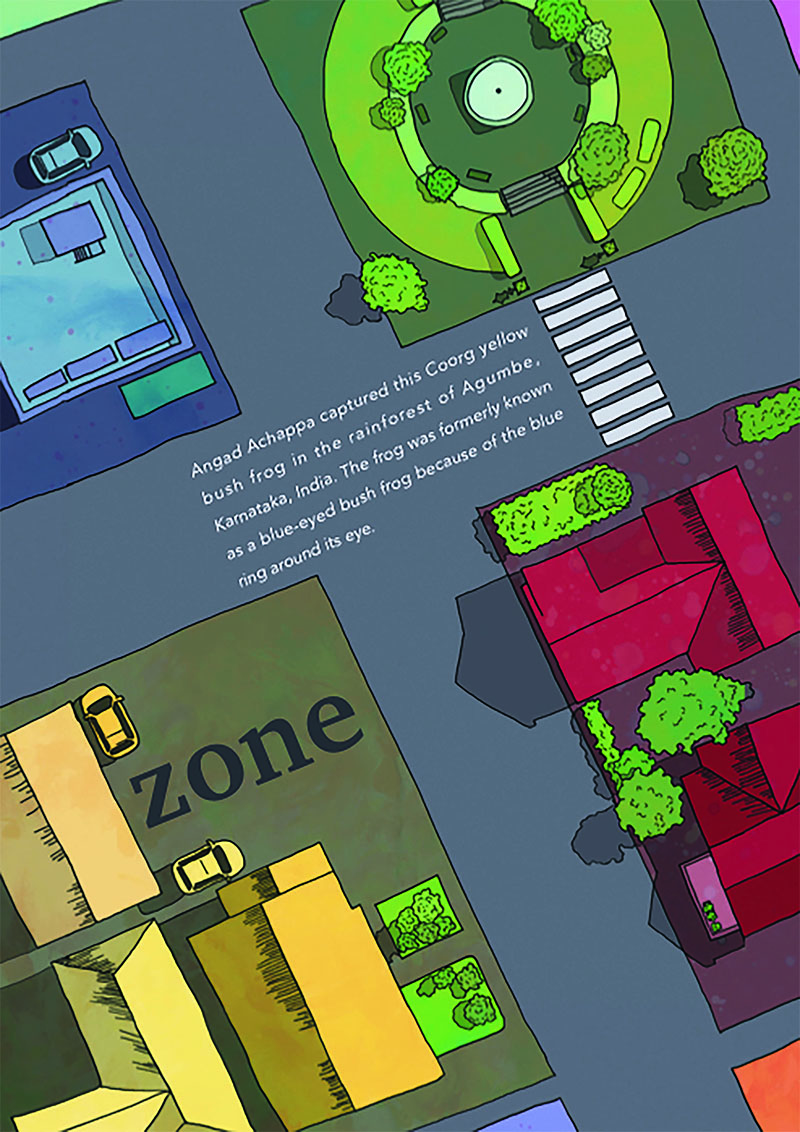 Angad Achappa captured this Coorg yellow
bush frog in the rainforest of Agumbe,
Karnataka, India. The frog was formerly known
as a blue-eyed bush frog because of the blue
ring around its eye.
zone